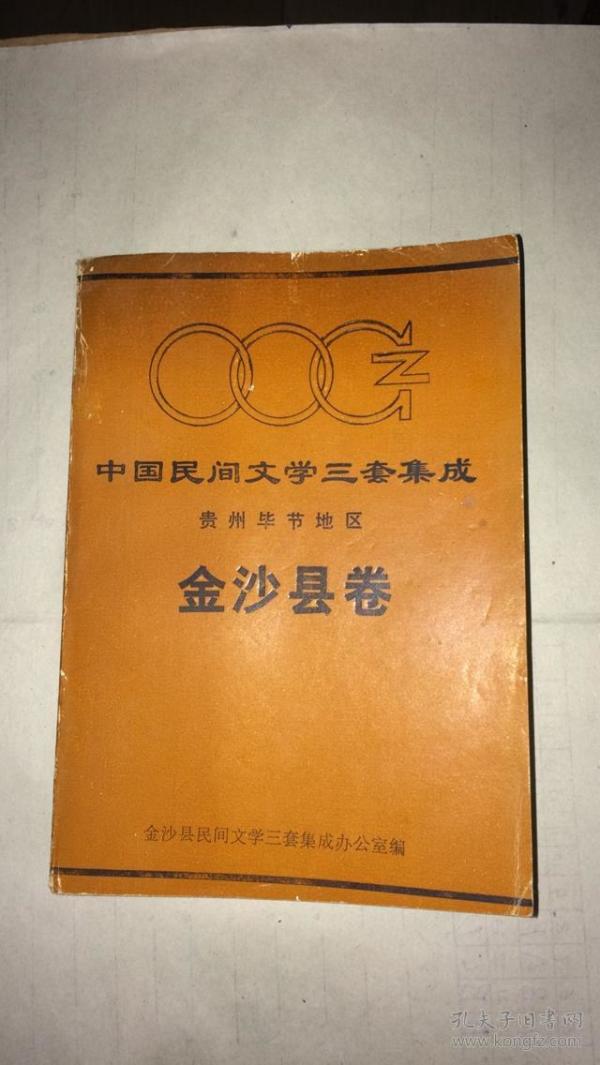 中国民间文学三套集成
贵州毕节地区
金沙县卷
金沙县民间文学三套集成办公室编
孔夫子旧书网
www.kongfz.com